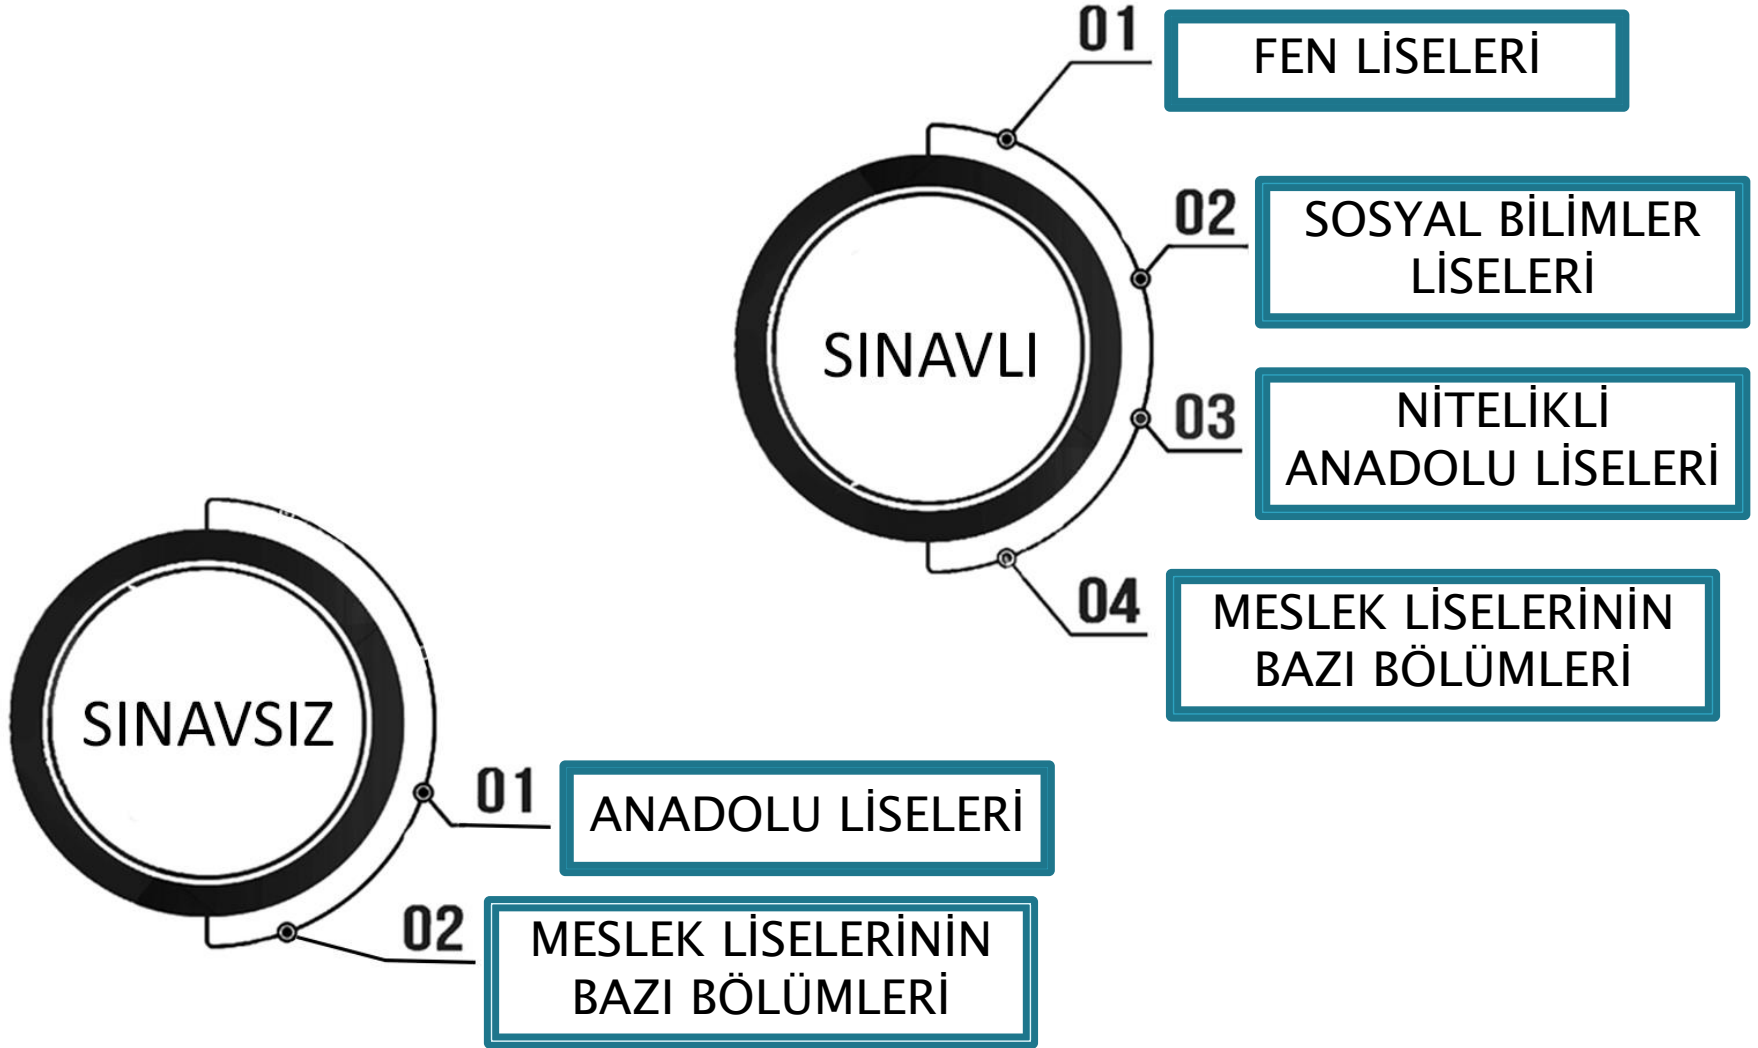 01
FEN LİSELERİ
02
SOSYAL BİLİMLER
LİSELERİ
SINAVLI
03
NİTELİKLİ
ANADOLU LİSELERİ
04
MESLEK LİSELERİNİN
BAZI BÖLÜMLERİ
SINAVSIZ
01
ANADOLU LİSELERİ
02
MESLEK LİSELERİNİN
BAZI BÖLÜMLERİ